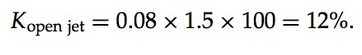 K_open jet = 0.08 × 1.5 × 100 = 12%.